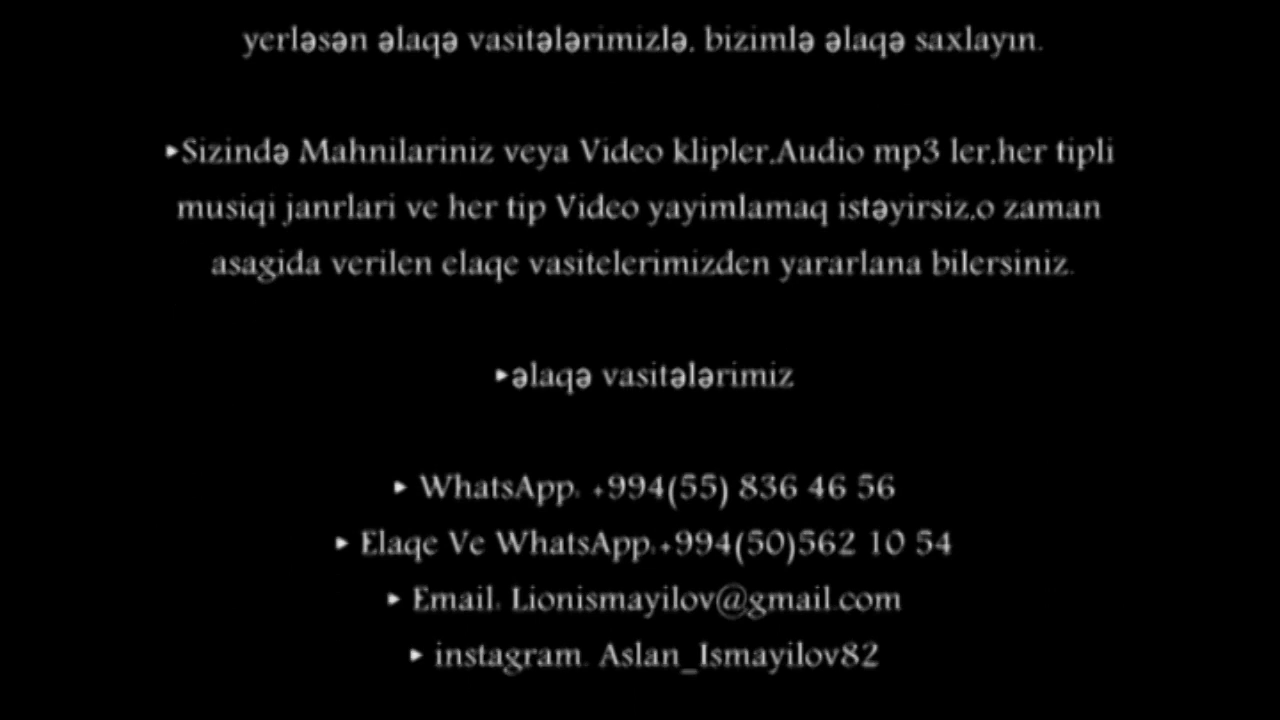 yerləsən əlaqə vasitələrimizlə, bizimlə əlaqə saxlayın.
▸Sizində Mahnilariniz veya Video klipler,Audio mp3 ler,her tipli
musiqi janrlari ve her tip Video yayimlamaq istəyirsiz,o zaman
asagida verilen elaqe vasitelerimizden yararlana bilersiniz.
▸əlaqə vasitələrimiz
▸ WhatsApp: +994(55) 836 46 56
▸ Elaqe Ve WhatsApp:+994(50)562 10 54
▸ Email: Lionismayilov@gmail.com
▸ instagram: Aslan_Ismayilov82